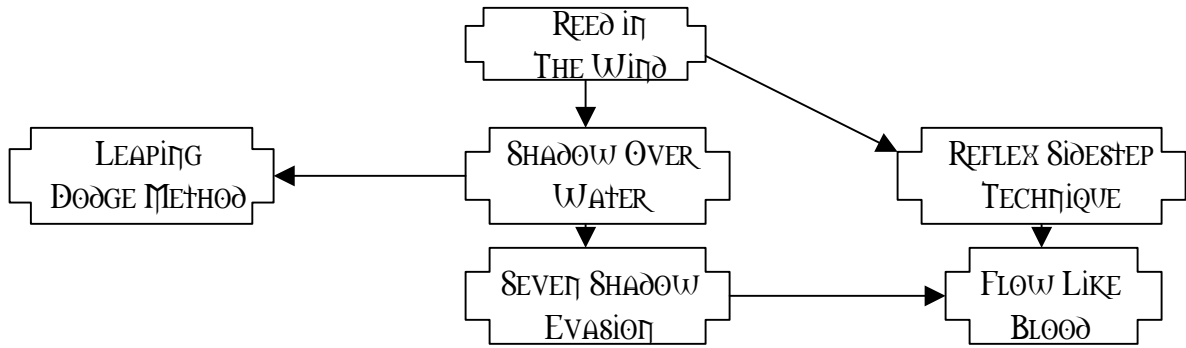 Reed in
The Wind
Leaping
Dodge Method
Shadow Over
Water
Reflex Sidestep
Technique
Seven Shadow
Evasion
Flow Like
Blood